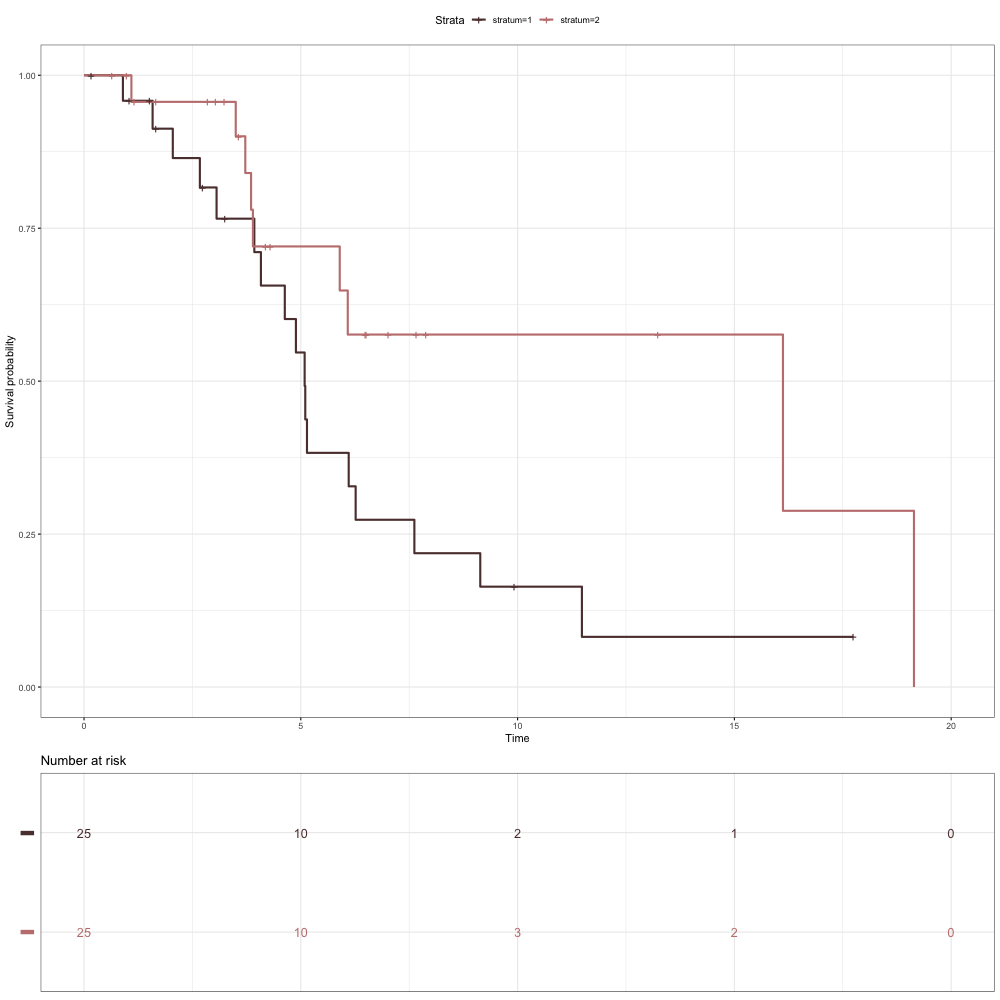 Strata stratum=1 stratum=2
1.00
0.75
0.50
0.25
0.00
Survival probability
0 5 10 15 20
Time
Number at risk
25 10 2 1 0
25 10 3 2 0